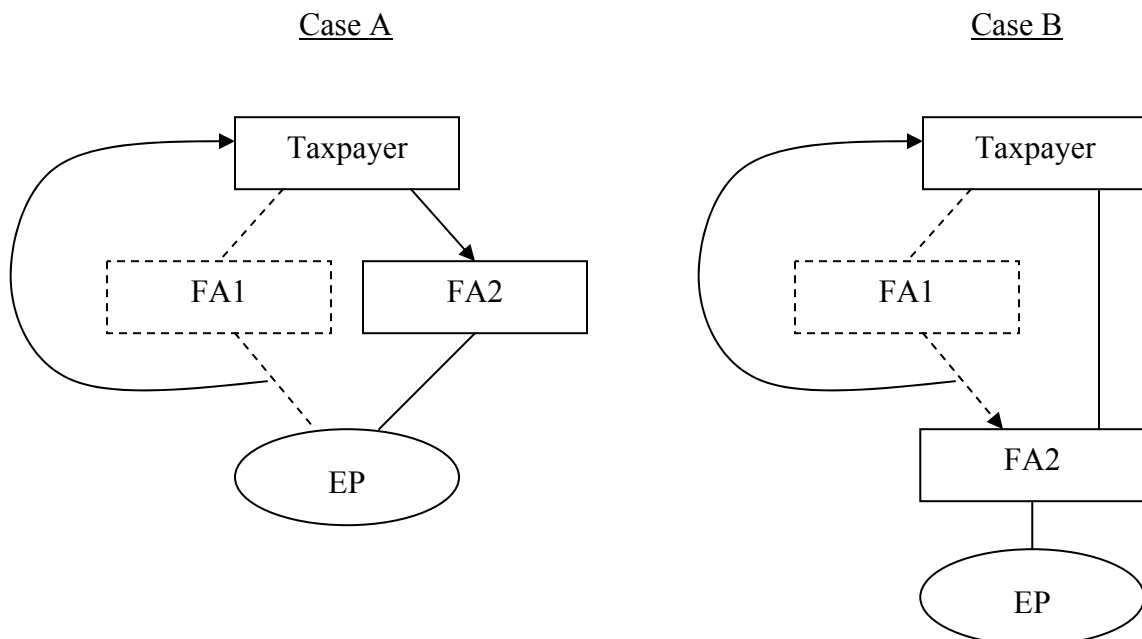 Case A
Case B
Taxpayer
Taxpayer
FA1
FA2
FA1
EP
FA2
EP